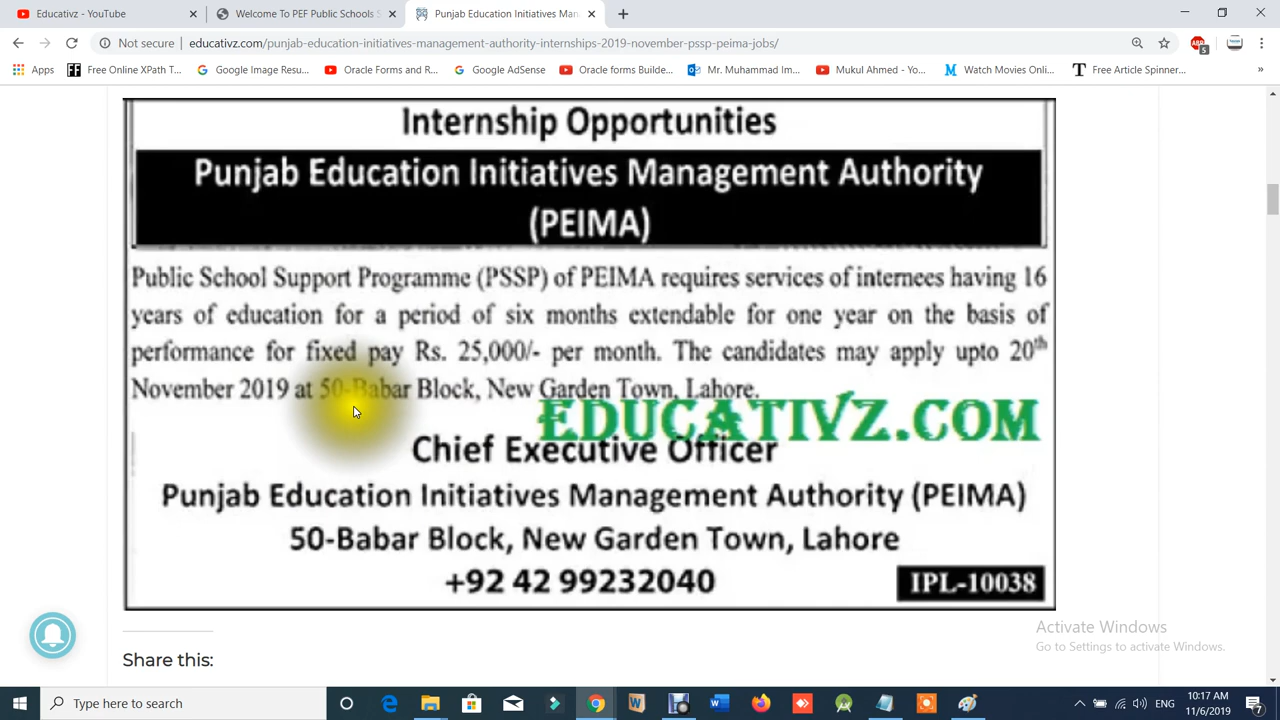 Educativz - YouTube
Welcome To PEF Public Schools S
Punjab Education Initiatives Man
Not secure
educativz.com/punjab-education-initiatives-management-authority-internships-2019-november-pssp-peima-jobs/
5
Apps
Free Online XPath T...
Google Image Resu...
Oracle Forms and R...
Google AdSense
Oracle forms Builde...
Mr. Muhammad Im...
Mukul Ahmed - Yo...
Watch Movies Onli...
Free Article Spinner...
»
Internship Opportunities
Punjab Education Initiatives Management Authority
(PEIMA)
Public School Support Programme (PSSP) of PEIMA requires services of internees having 16
years of education for a period of six months extendable for one year on the basis of
performance for fixed pay Rs. 25,000/- per month. The candidates may apply upto 20th
November 2019 at 50-Babar Block, New Garden Town, Lahore.
EDUCATIVZ.COM
Chief Executive Officer
Punjab Education Initiatives Management Authority (PEIMA)
50-Babar Block, New Garden Town, Lahore
+92 42 99232040
IPL-10038
Share this:
Activate Windows
Go to Settings to activate Windows.
Type here to search
ENG
10:17 AM
11/6/2019
7